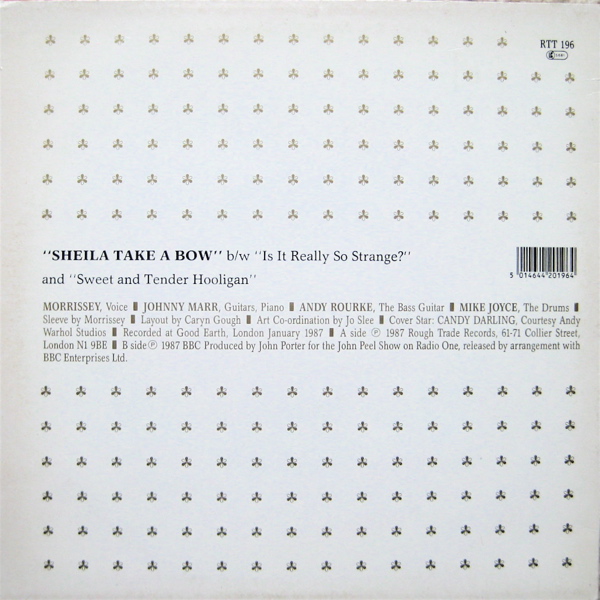 RTT 196
"SHEILA TAKE A BOW" b/w "Is It Really So Strange?"
and "Sweet and Tender Hooligan"
5 014644 201964
MORRISSEY, Voice ▮ JOHNNY MARR, Guitars, Piano ▮ ANDY ROURKE, The Bass Guitar ▮ MIKE JOYCE, The Drums ▮
Sleeve by Morrissey ▮ Layout by Caryn Gough ▮ Art Co-ordination by Jo Slee ▮ Cover Star: CANDY DARLING, Courtesy Andy
Warhol Studios ▮ Recorded at Good Earth, London January 1987 ▮ A side ℗ 1987 Rough Trade Records, 61-71 Collier Street,
London N1 9BE ▮ B side ℗ 1987 BBC Produced by John Porter for the John Peel Show on Radio One, released by arrangement with
BBC Enterprises Ltd.